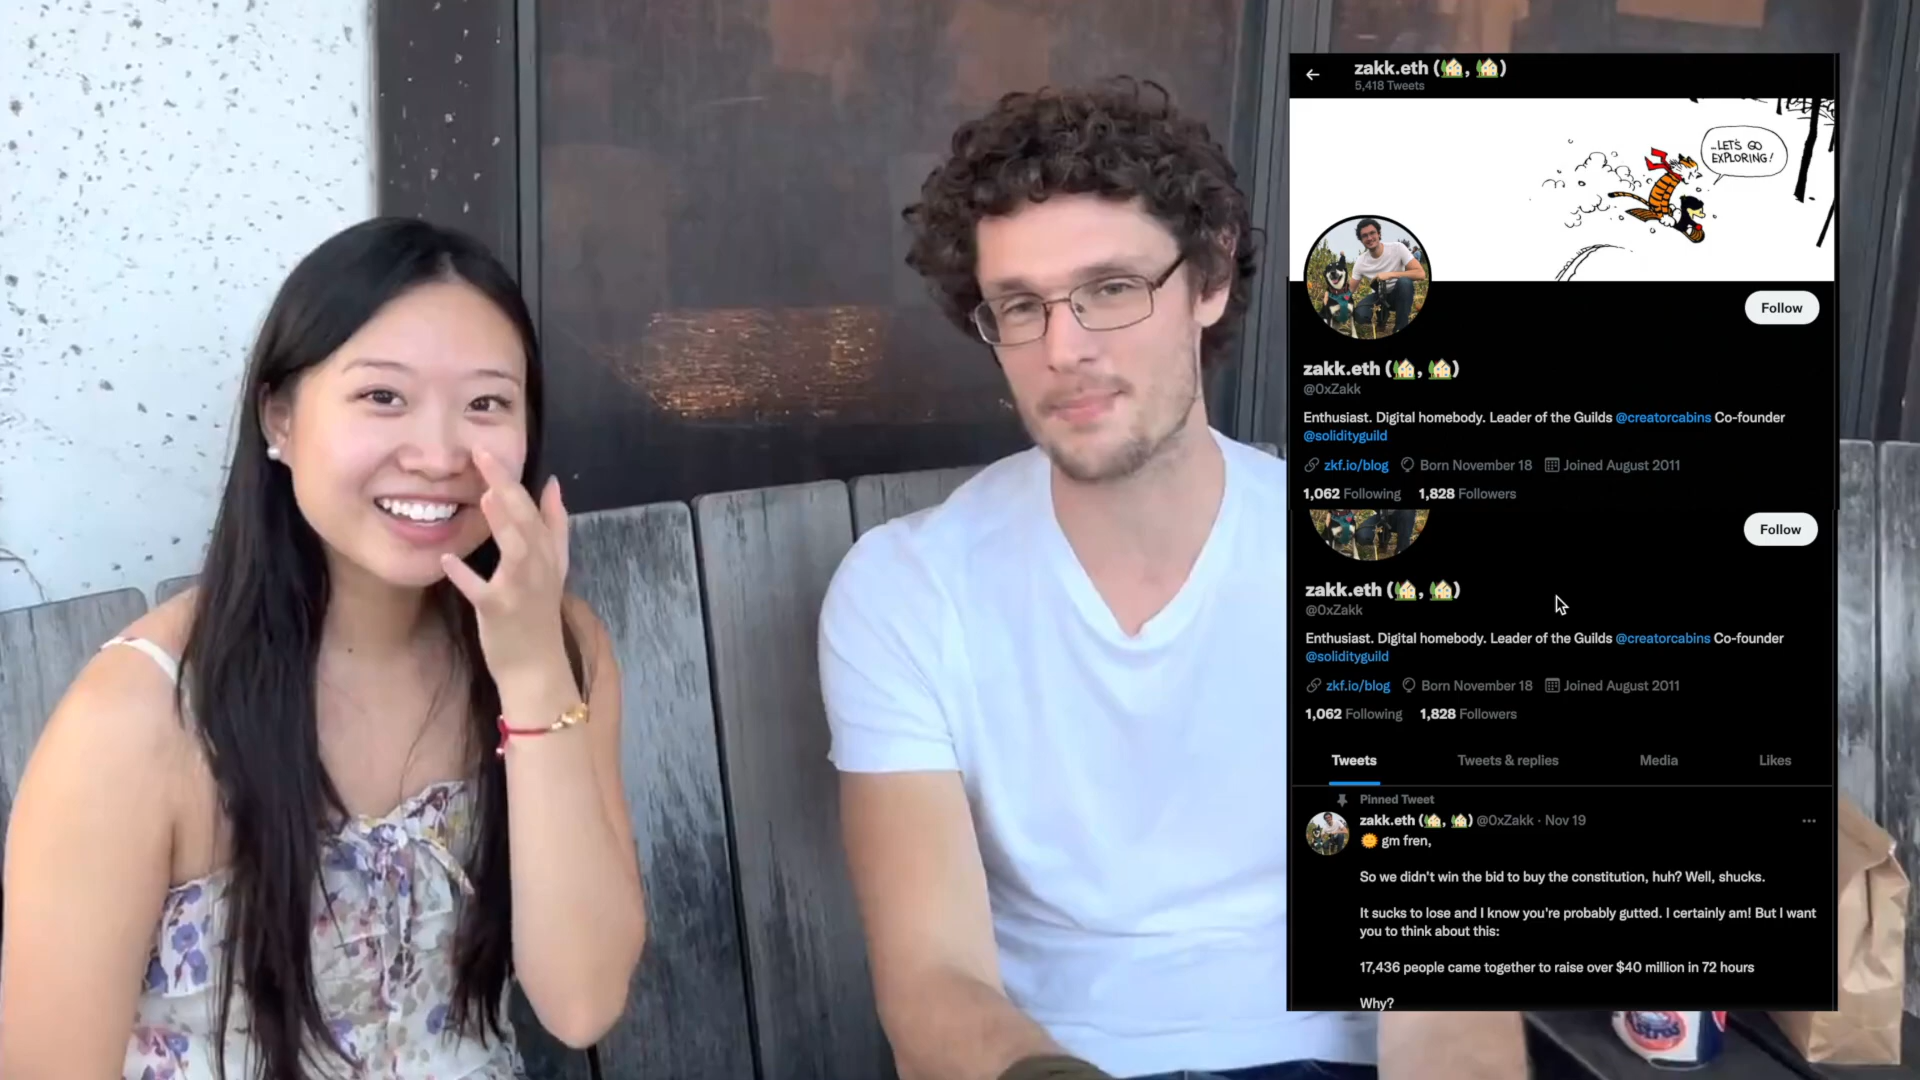 zakk.eth (🏡, 🏡)
5,418 Tweets
...LET'S GO
EXPLORING!
Follow
zakk.eth (🏡, 🏡)
@0xZakk
Enthusiast. Digital homebody. Leader of the Guilds @creatorcabins Co-founder
@solidityguild
zkf.io/blog Born November 18 Joined August 2011
1,062 Following 1,828 Followers
Follow
zakk.eth (🏡, 🏡)
@0xZakk
Enthusiast. Digital homebody. Leader of the Guilds @creatorcabins Co-founder
@solidityguild
zkf.io/blog Born November 18 Joined August 2011
1,062 Following 1,828 Followers
Tweets Tweets & replies Media Likes
Pinned Tweet
zakk.eth (🏡, 🏡) @0xZakk · Nov 19
🌞 gm fren,
So we didn't win the bid to buy the constitution, huh? Well, shucks.
It sucks to lose and I know you're probably gutted. I certainly am! But I want
you to think about this:
17,436 people came together to raise over $40 million in 72 hours
Why?